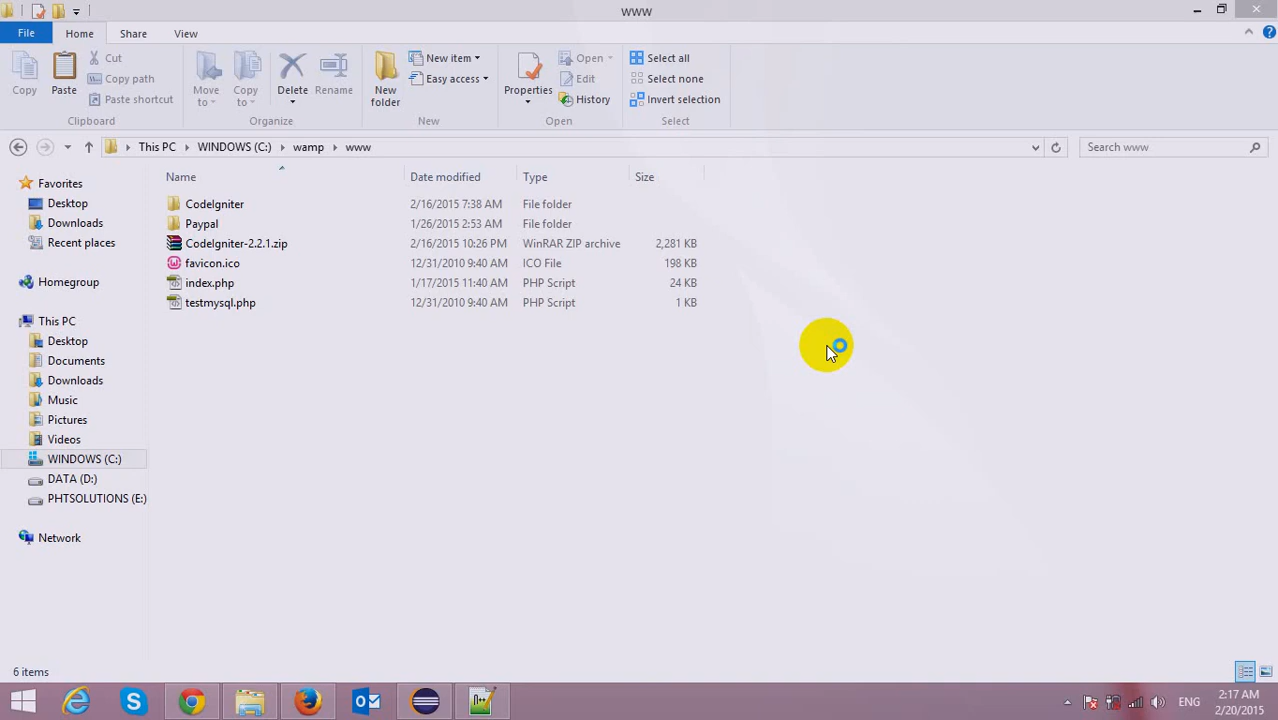 www
File Home Share View
Copy Paste Cut Copy path Paste shortcut Move to Copy to Delete Rename New folder New item Easy access Properties Open Edit History Select all Select none Invert selection
Clipboard Organize New Open Select
This PC WINDOWS (C:) wamp www Search www
Name Date modified Type Size
CodeIgniter 2/16/2015 7:38 AM File folder
Paypal 1/26/2015 2:53 AM File folder
CodeIgniter-2.2.1.zip 2/16/2015 10:26 PM WinRAR ZIP archive 2,281 KB
favicon.ico 12/31/2010 9:40 AM ICO File 198 KB
index.php 1/17/2015 11:40 AM PHP Script 24 KB
testmysql.php 12/31/2010 9:40 AM PHP Script 1 KB
Favorites
Desktop
Downloads
Recent places
Homegroup
This PC
Desktop
Documents
Downloads
Music
Pictures
Videos
WINDOWS (C:)
DATA (D:)
PHTSOLUTIONS (E:)
Network
6 items
ENG
2:17 AM
2/20/2015